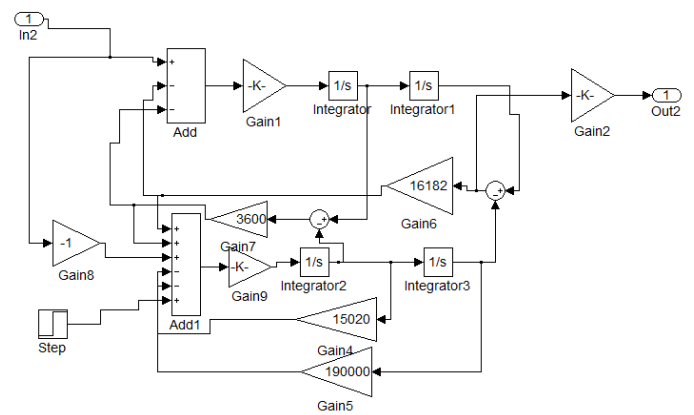 1
In2
+
−
−
Add
-K-
Gain1
1/s
Integrator
1/s
Integrator1
-K-
Gain2
1
Out2
16182
Gain6
−
+
3600
Gain7
−
+
-1
Gain8
+
+
+
−
−
+
Add1
-K-
Gain9
1/s
Integrator2
1/s
Integrator3
Step
15020
Gain4
190000
Gain5